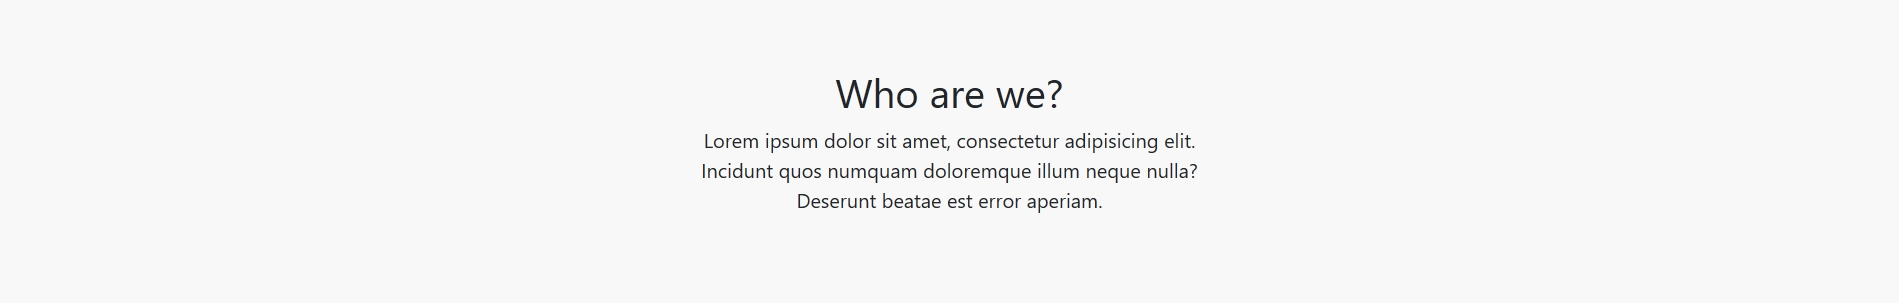 Who are we?
Lorem ipsum dolor sit amet, consectetur adipisicing elit.
Incidunt quos numquam doloremque illum neque nulla?
Deserunt beatae est error aperiam.